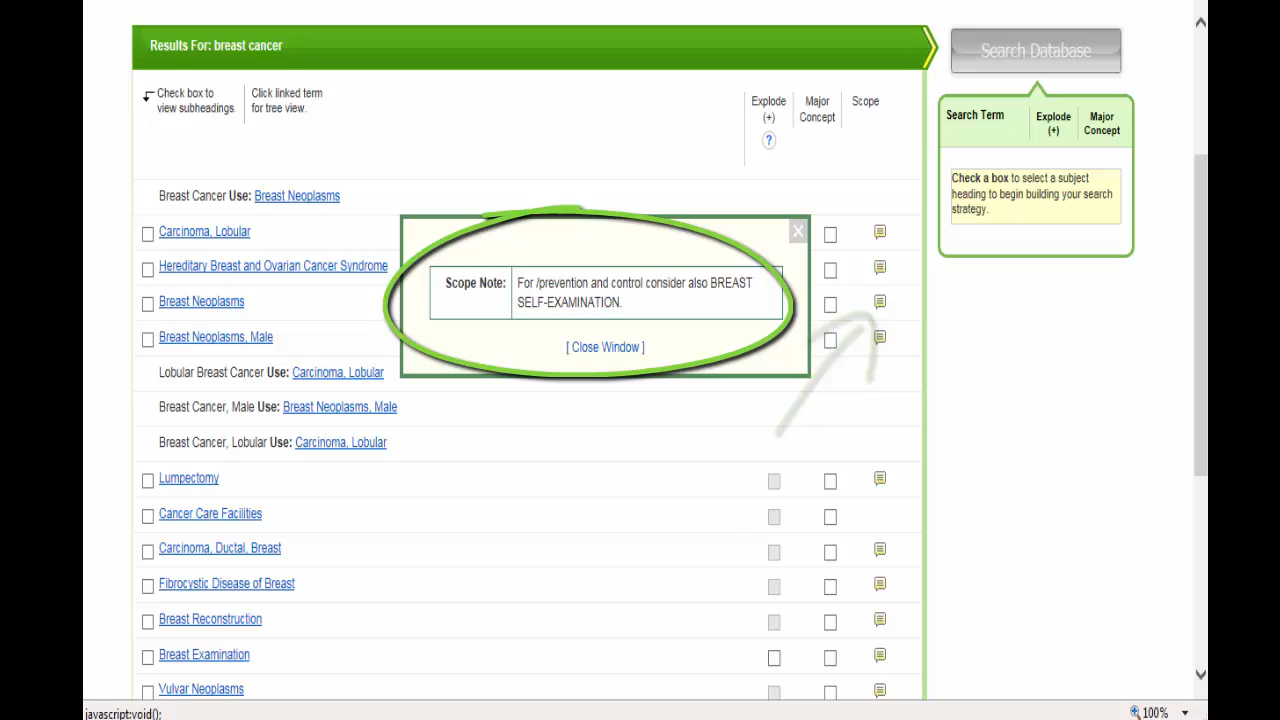 Results For: breast cancer
Search Database
Check box to
view subheadings.
Click linked term
for tree view.
Explode
(+)
?
Major
Concept
Scope
Search Term
Explode
(+)
Major
Concept
Check a box to select a subject
heading to begin building your search
strategy.
Breast Cancer Use: Breast Neoplasms
Carcinoma, Lobular
Hereditary Breast and Ovarian Cancer Syndrome
Breast Neoplasms
Breast Neoplasms, Male
X
Scope Note: For /prevention and control consider also BREAST
SELF-EXAMINATION.
[ Close Window ]
Lobular Breast Cancer Use: Carcinoma, Lobular
Breast Cancer, Male Use: Breast Neoplasms, Male
Breast Cancer, Lobular Use: Carcinoma, Lobular
Lumpectomy
Cancer Care Facilities
Carcinoma, Ductal, Breast
Fibrocystic Disease of Breast
Breast Reconstruction
Breast Examination
Vulvar Neoplasms
javascript:void();
100%